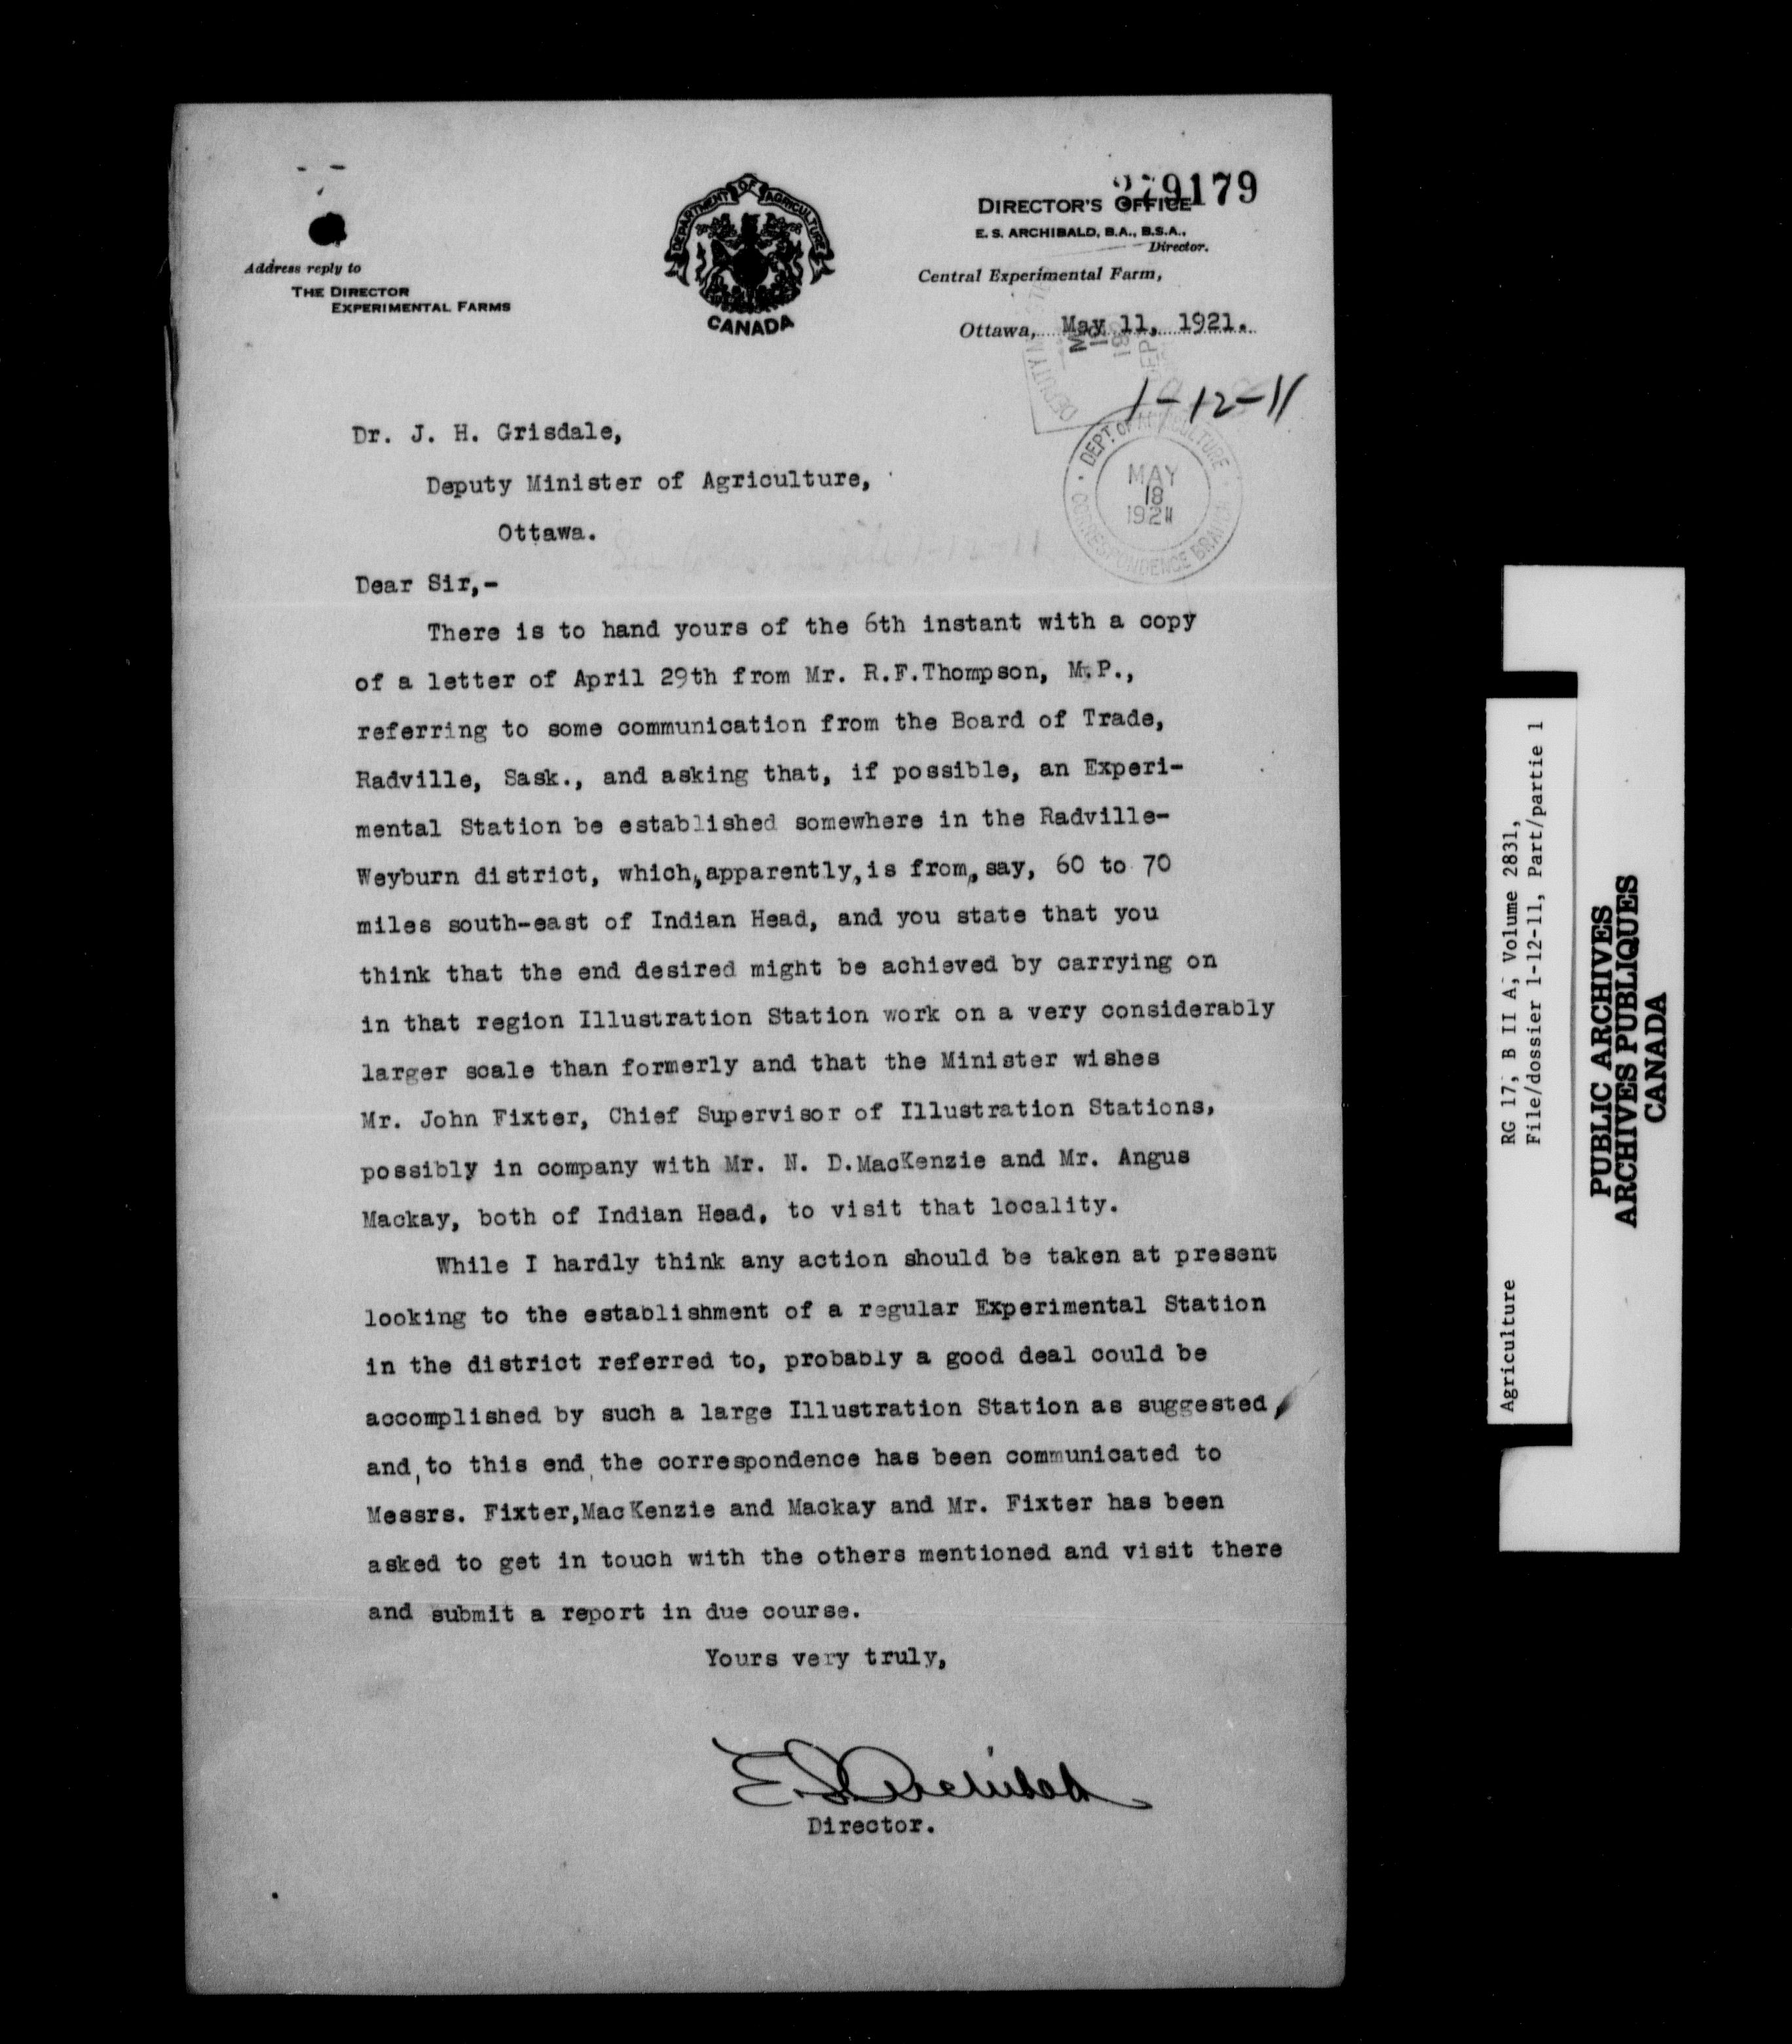 279179
DIRECTOR'S OFFICE
E. S. ARCHIBALD, B.A., B.S.A.,
Director.
Central Experimental Farm,
Ottawa, May 11, 1921.
Address reply to
THE DIRECTOR
EXPERIMENTAL FARMS
DEPARTMENT OF AGRICULTURE
CANADA
1-12-11
DEPUTY
DEPT OF AGRICULTURE
MAY
18
1921
CORRESPONDENCE BRANCH
Dr. J. H. Grisdale,
Deputy Minister of Agriculture,
Ottawa.
Dear Sir,-
There is to hand yours of the 6th instant with a copy
of a letter of April 29th from Mr. R.F.Thompson, M.P.,
referring to some communication from the Board of Trade,
Radville, Sask., and asking that, if possible, an Experi-
mental Station be established somewhere in the Radville-
Weyburn district, which, apparently, is from, say, 60 to 70
miles south-east of Indian Head, and you state that you
think that the end desired might be achieved by carrying on
in that region Illustration Station work on a very considerably
larger scale than formerly and that the Minister wishes
Mr. John Fixter, Chief Supervisor of Illustration Stations,
possibly in company with Mr. N. D.MacKenzie and Mr. Angus
Mackay, both of Indian Head, to visit that locality.
While I hardly think any action should be taken at present
looking to the establishment of a regular Experimental Station
in the district referred to, probably a good deal could be
accomplished by such a large Illustration Station as suggested,
and, to this end, the correspondence has been communicated to
Messrs. Fixter,MacKenzie and Mackay and Mr. Fixter has been
asked to get in touch with the others mentioned and visit there
and submit a report in due course.
Yours very truly,
E.S. Archibald
Director.
Agriculture RG 17, B II A, Volume 2831,
File/dossier 1-12-11, Part/partie 1
PUBLIC ARCHIVES
ARCHIVES PUBLIQUES
CANADA